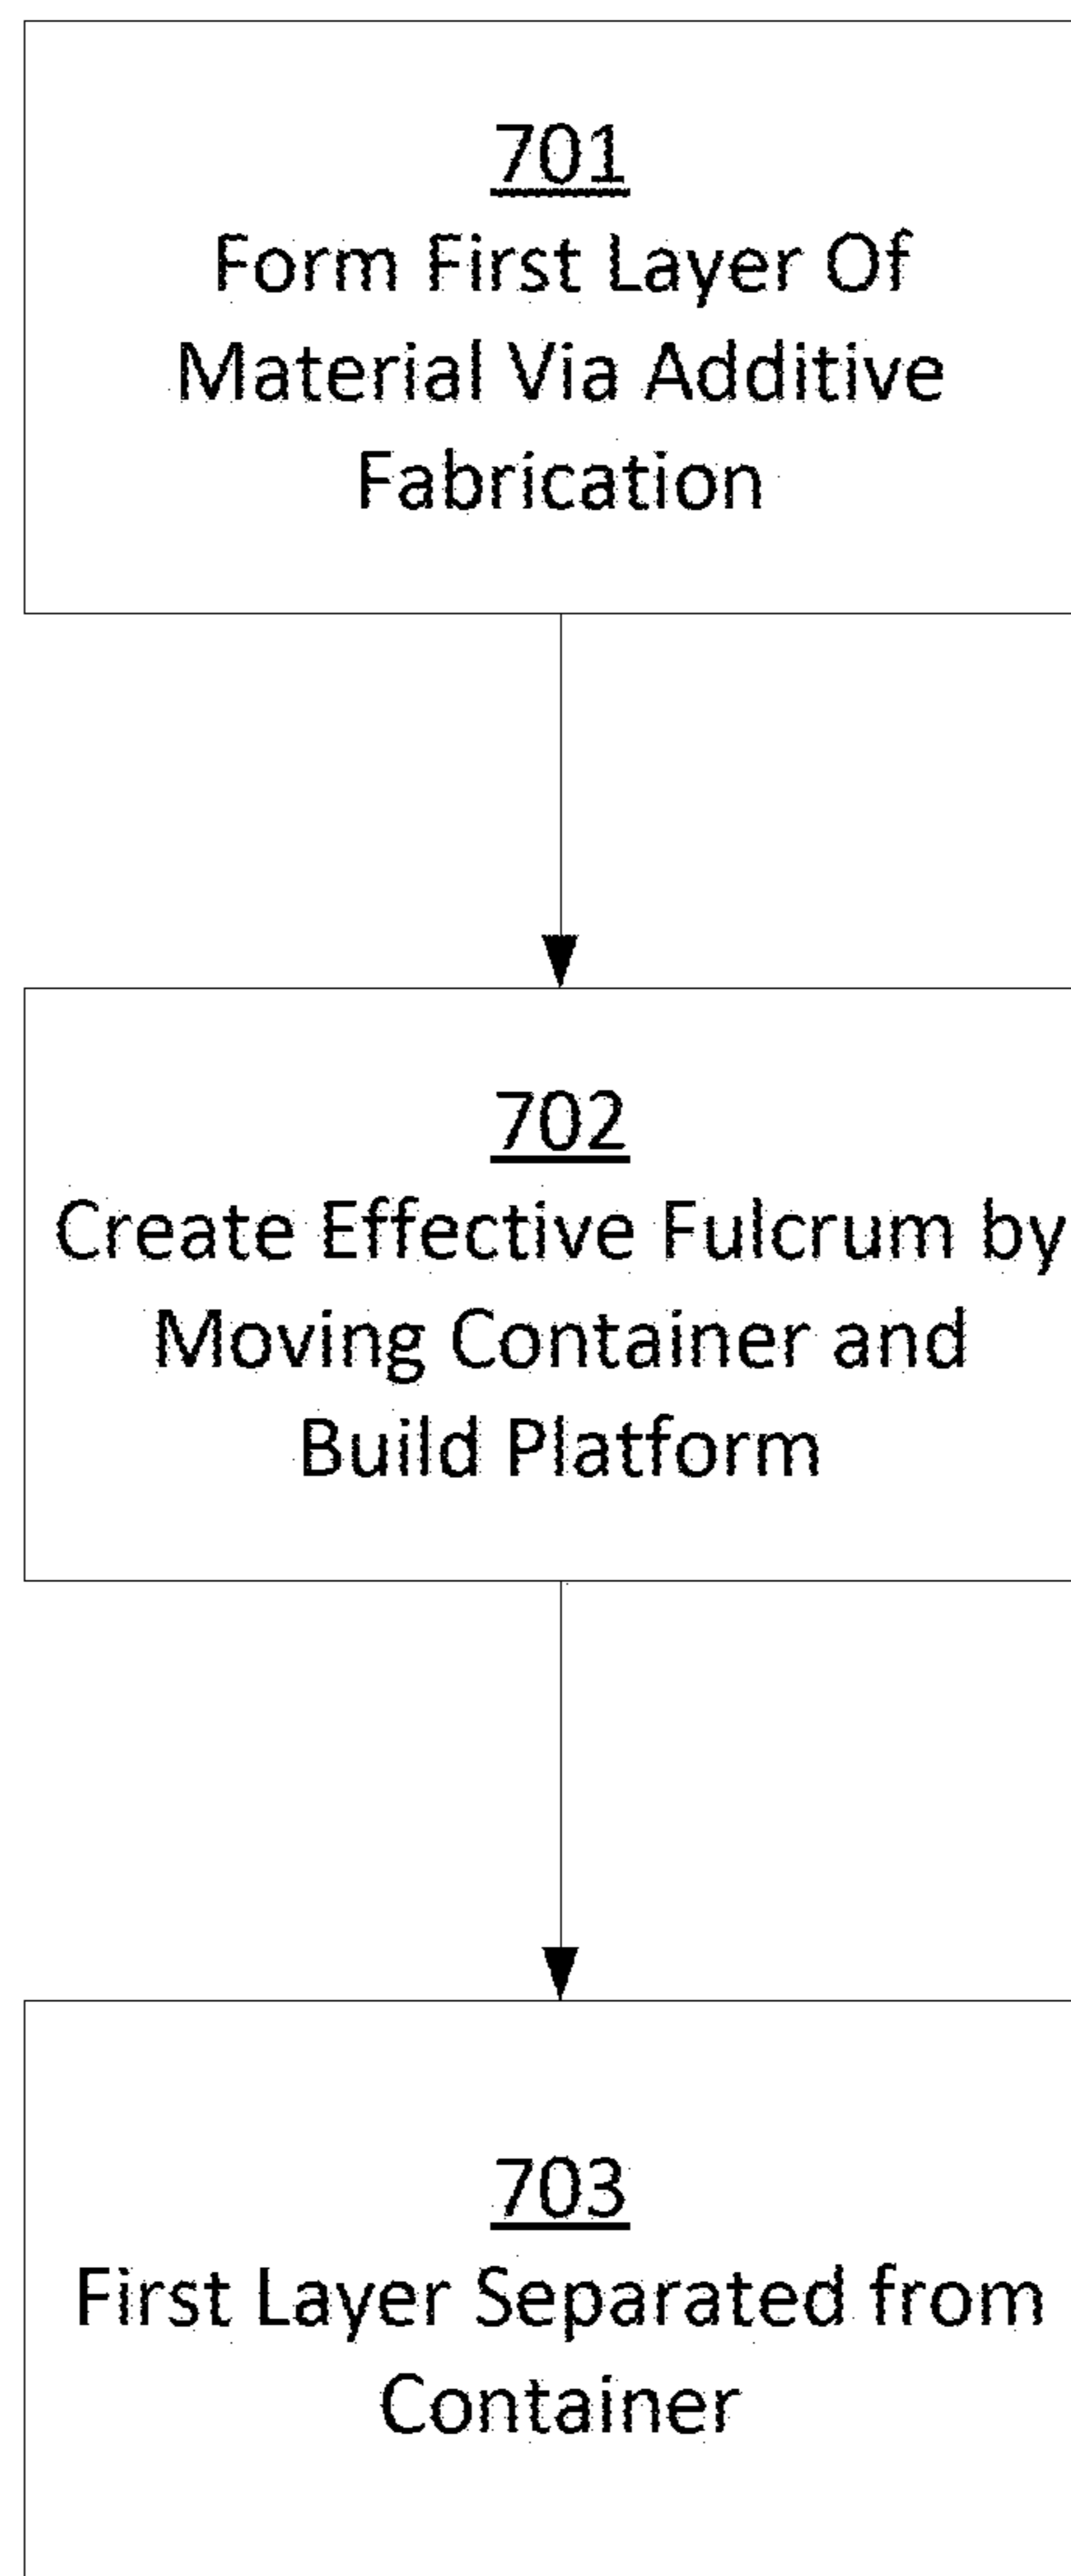 701
Form First Layer Of
Material Via Additive
Fabrication
702
Create Effective Fulcrum by
Moving Container and
Build Platform
703
First Layer Separated from
Container